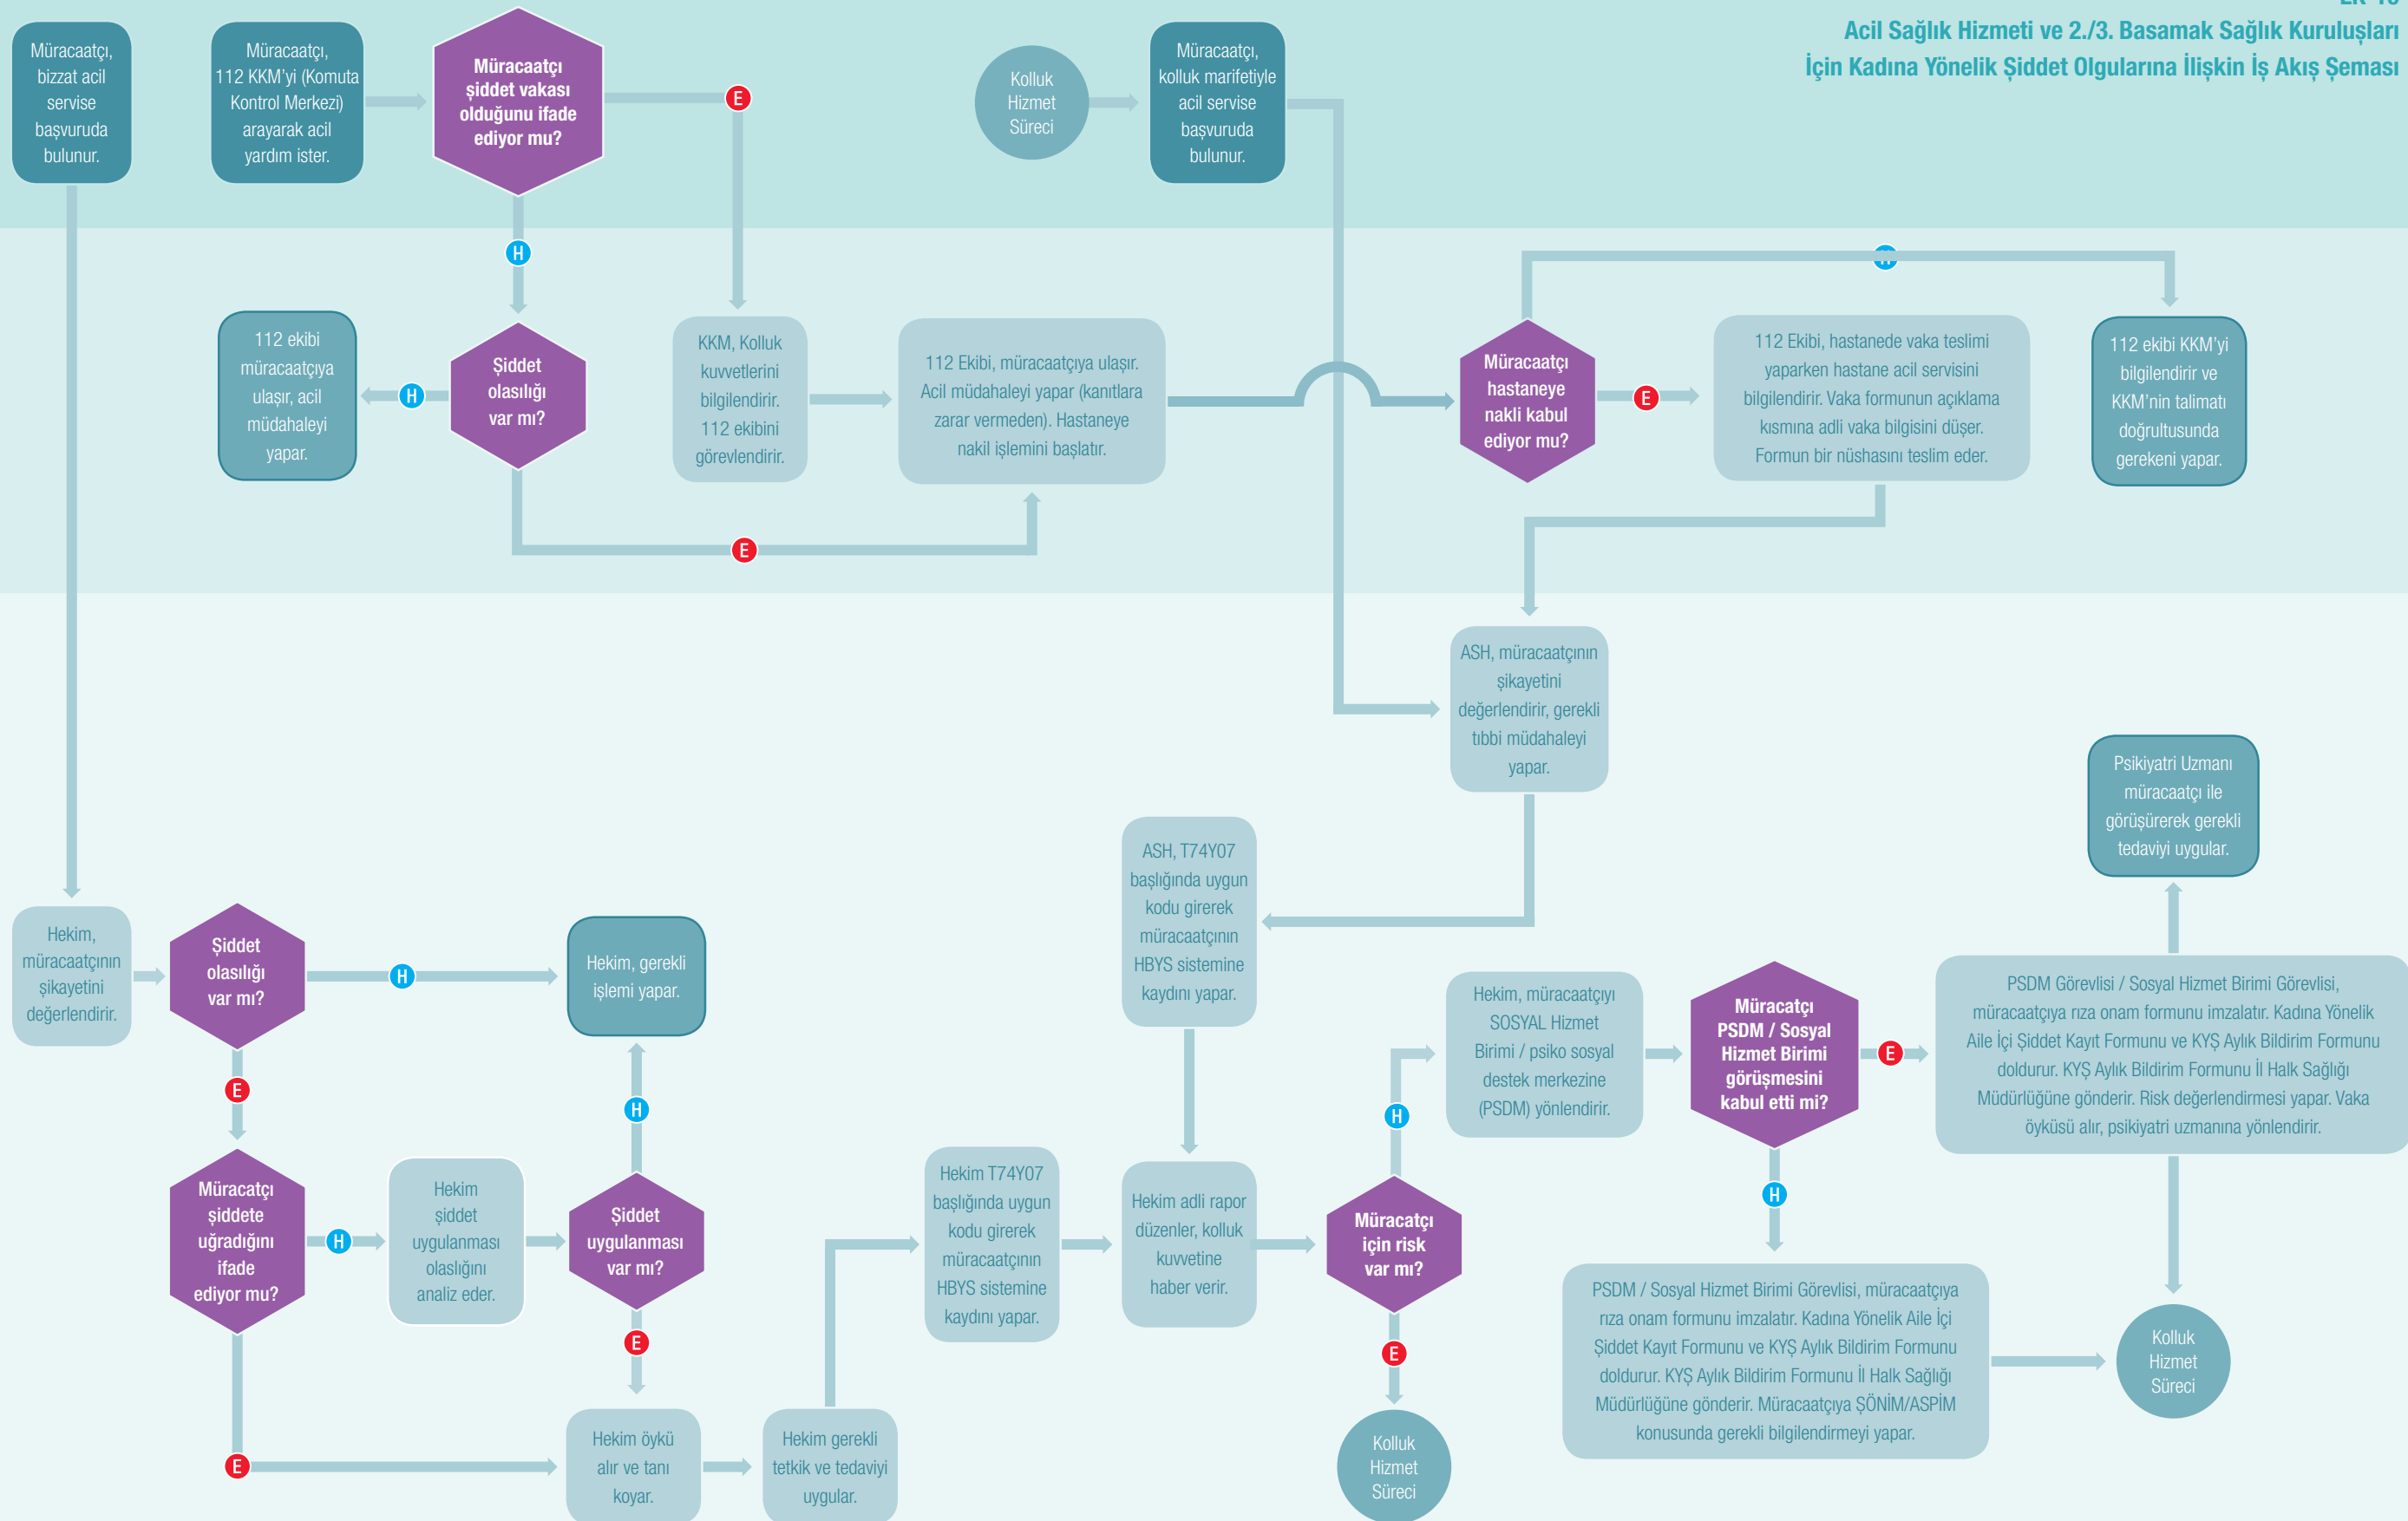 Acil Sağlık Hizmeti ve 2./3. Basamak Sağlık Kuruluşları
İçin Kadına Yönelik Şiddet Olgularına İlişkin İş Akış Şeması
Müracaatçı,
bizzat acil
servise
başvuruda
bulunur.
Müracaatçı,
112 KKM’yi (Komuta
Kontrol Merkezi)
arayarak acil
yardım ister.
Müracaatçı
şiddet vakası
olduğunu ifade
ediyor mu?
E
Kolluk
Hizmet
Süreci
Müracaatçı,
kolluk marifetiyle
acil servise
başvuruda
bulunur.
H
112 ekibi
müracaatçıya
ulaşır, acil
müdahaleyi
yapar.
H
Şiddet
olasılığı
var mı?
KKM, Kolluk
kuvvetlerini
bilgilendirir.
112 ekibini
görevlendirir.
112 Ekibi, müracaatçıya ulaşır.
Acil müdahaleyi yapar (kanıtlara
zarar vermeden). Hastaneye
nakil işlemini başlatır.
Müracaatçı
hastaneye
nakli kabul
ediyor mu?
E
112 Ekibi, hastanede vaka teslimi
yaparken hastane acil servisini
bilgilendirir. Vaka formunun açıklama
kısmına adli vaka bilgisini düşer.
Formun bir nüshasını teslim eder.
112 ekibi KKM’yi
bilgilendirir ve
KKM’nin talimatı
doğrultusunda
gerekeni yapar.
E
ASH, müracaatçının
şikayetini
değerlendirir, gerekli
tıbbi müdahaleyi
yapar.
Psikiyatri Uzmanı
müracaatçı ile
görüşürerek gerekli
tedaviyi uygular.
ASH, T74Y07
başlığında uygun
kodu girerek
müracaatçının
HBYS sistemine
kaydını yapar.
Hekim,
müracaatçının
şikayetini
değerlendirir.
Şiddet
olasılığı
var mı?
H
Hekim, gerekli
işlemi yapar.
Hekim, müracaatçıyı
SOSYAL Hizmet
Birimi / psiko sosyal
destek merkezine
(PSDM) yönlendirir.
Müracatçı
PSDM / Sosyal
Hizmet Birimi
görüşmesini
kabul etti mi?
E
PSDM Görevlisi / Sosyal Hizmet Birimi Görevlisi,
müracaatçıya rıza onam formunu imzalatır. Kadına Yönelik
Aile İçi Şiddet Kayıt Formunu ve KYŞ Aylık Bildirim Formunu
doldurur. KYŞ Aylık Bildirim Formunu İl Halk Sağlığı
Müdürlüğüne gönderir. Risk değerlendirmesi yapar. Vaka
öyküsü alır, psikiyatri uzmanına yönlendirir.
E
H
H
H
Müracatçı
şiddete
uğradığını
ifade
ediyor mu?
H
Hekim
şiddet
uygulanması
olaslığını
analiz eder.
Şiddet
uygulanması
var mı?
Hekim T74Y07
başlığında uygun
kodu girerek
müracaatçının
HBYS sistemine
kaydını yapar.
Hekim adli rapor
düzenler, kolluk
kuvvetine
haber verir.
Müracatçı
için risk
var mı?
E
E
PSDM / Sosyal Hizmet Birimi Görevlisi, müracaatçıya
rıza onam formunu imzalatır. Kadına Yönelik Aile İçi
Şiddet Kayıt Formunu ve KYŞ Aylık Bildirim Formunu
doldurur. KYŞ Aylık Bildirim Formunu İl Halk Sağlığı
Müdürlüğüne gönderir. Müracaatçıya ŞÖNİM/ASPİM
konusunda gerekli bilgilendirmeyi yapar.
Kolluk
Hizmet
Süreci
E
Hekim öykü
alır ve tanı
koyar.
Hekim gerekli
tetkik ve tedaviyi
uygular.
Kolluk
Hizmet
Süreci